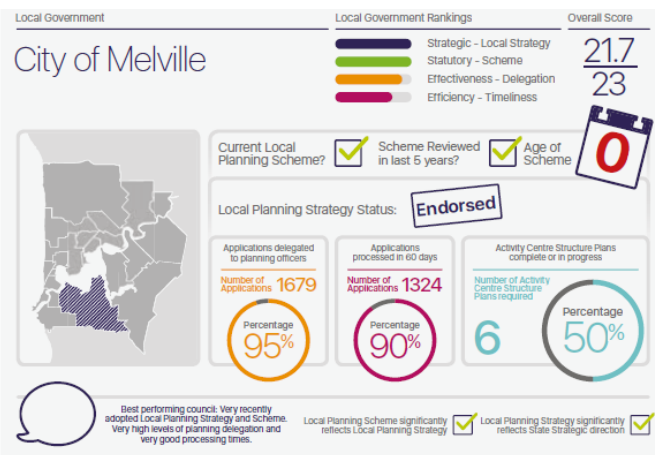 Local Government
Local Government Rankings
Overall Score
City of Melville
Strategic - Local Strategy
Statutory - Scheme
Effectiveness - Delegation
Efficiency - Timeliness
21.7
23
Current Local
Planning Scheme?
Scheme Reviewed
in last 5 years?
Age of
Scheme
0
Local Planning Strategy Status:
Endorsed
Applications delegated
to planning officers
Number of
Applications 1679
Percentage
95%
Applications
processed in 60 days
Number of
Applications 1324
Percentage
90%
Activity Centre Structure Plans
complete or in progress
Number of Activity
Centre Structure
Plans required
6
Percentage
50%
Best performing council: Very recently
adopted Local Planning Strategy and Scheme.
Very high levels of planning delegation and
very good processing times.
Local Planning Scheme significantly
reflects Local Planning Strategy
Local Planning Strategy significantly
reflects State Strategic direction